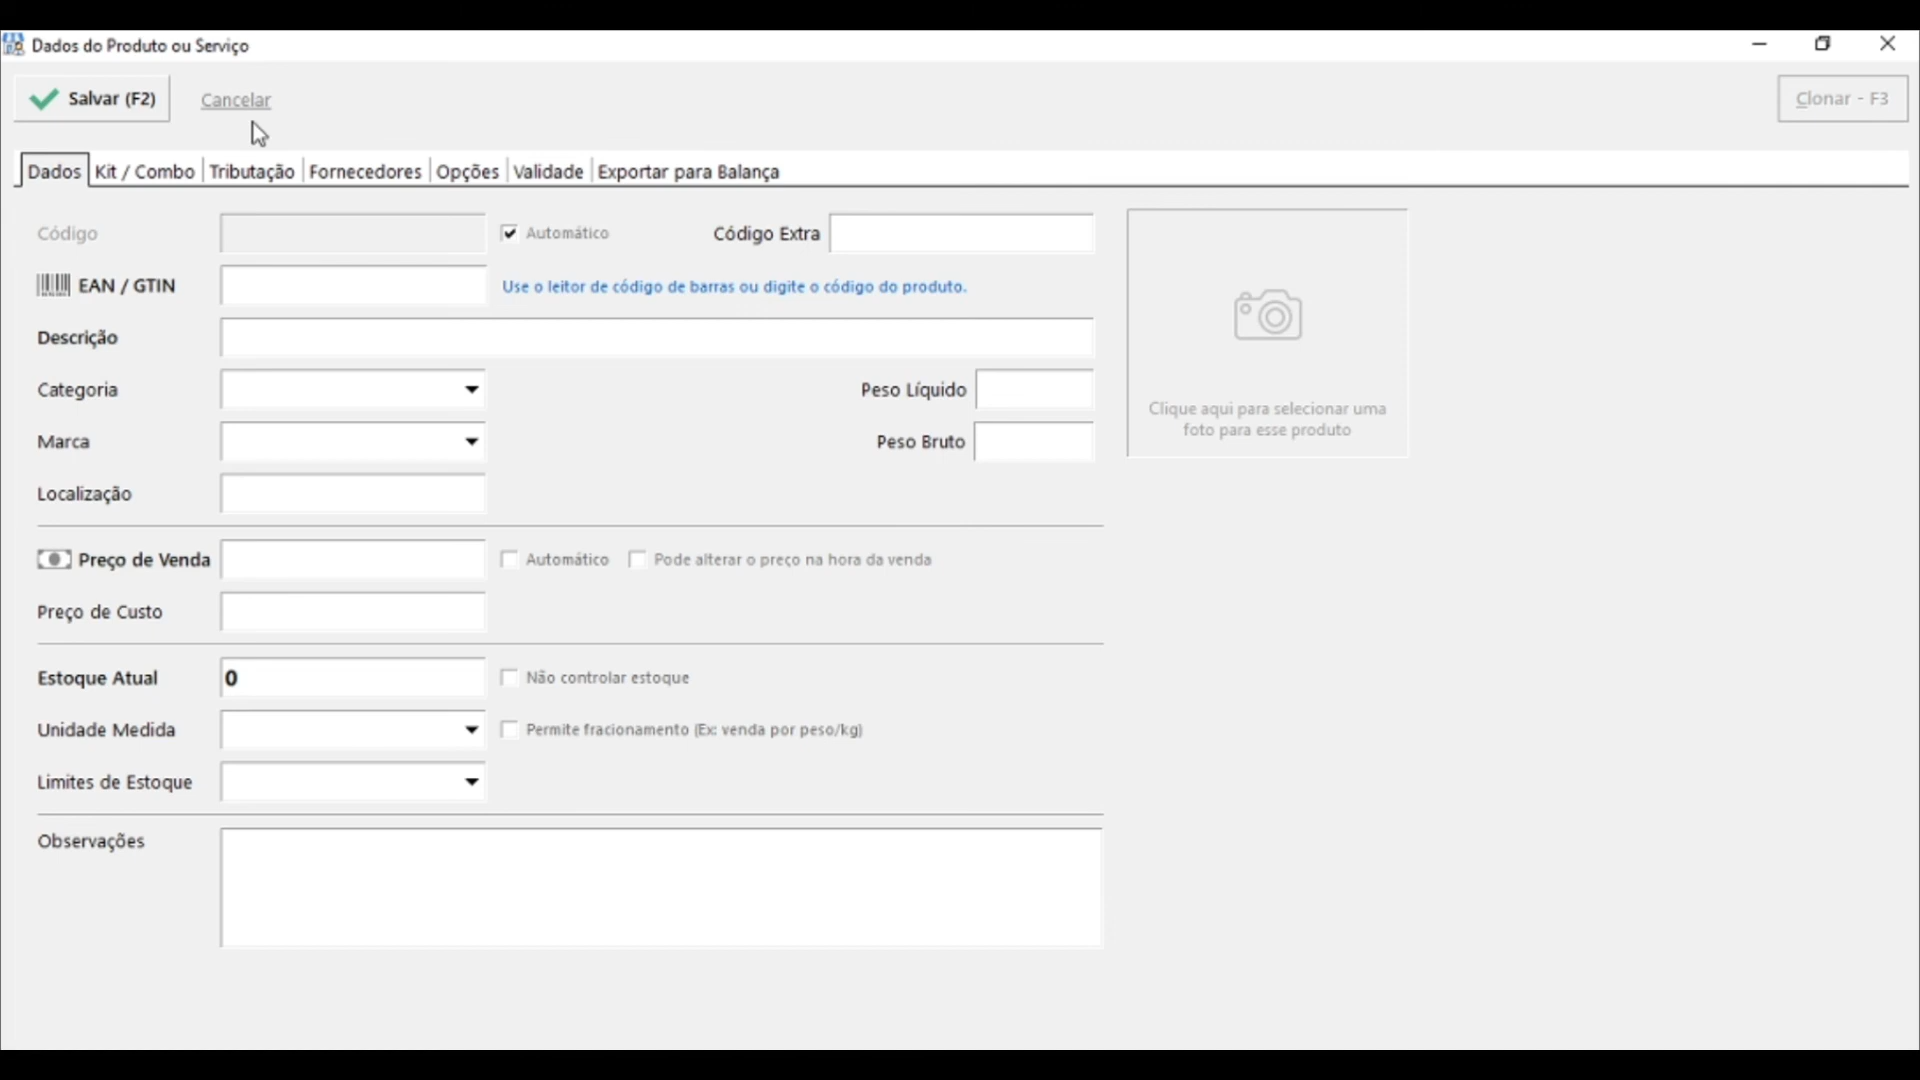 Dados do Produto ou Serviço
Salvar (F2) Cancelar Clonar - F3
Dados Kit / Combo Tributação Fornecedores Opções Validade Exportar para Balança
Código Automático Código Extra
EAN / GTIN Use o leitor de código de barras ou digite o código do produto.
Descrição
Categoria Peso Líquido
Clique aqui para selecionar uma
foto para esse produto
Marca Peso Bruto
Localização
Preço de Venda Automático Pode alterar o preço na hora da venda
Preço de Custo
Estoque Atual 0 Não controlar estoque
Unidade Medida Permite fracionamento (Ex: venda por peso/kg)
Limites de Estoque
Observações